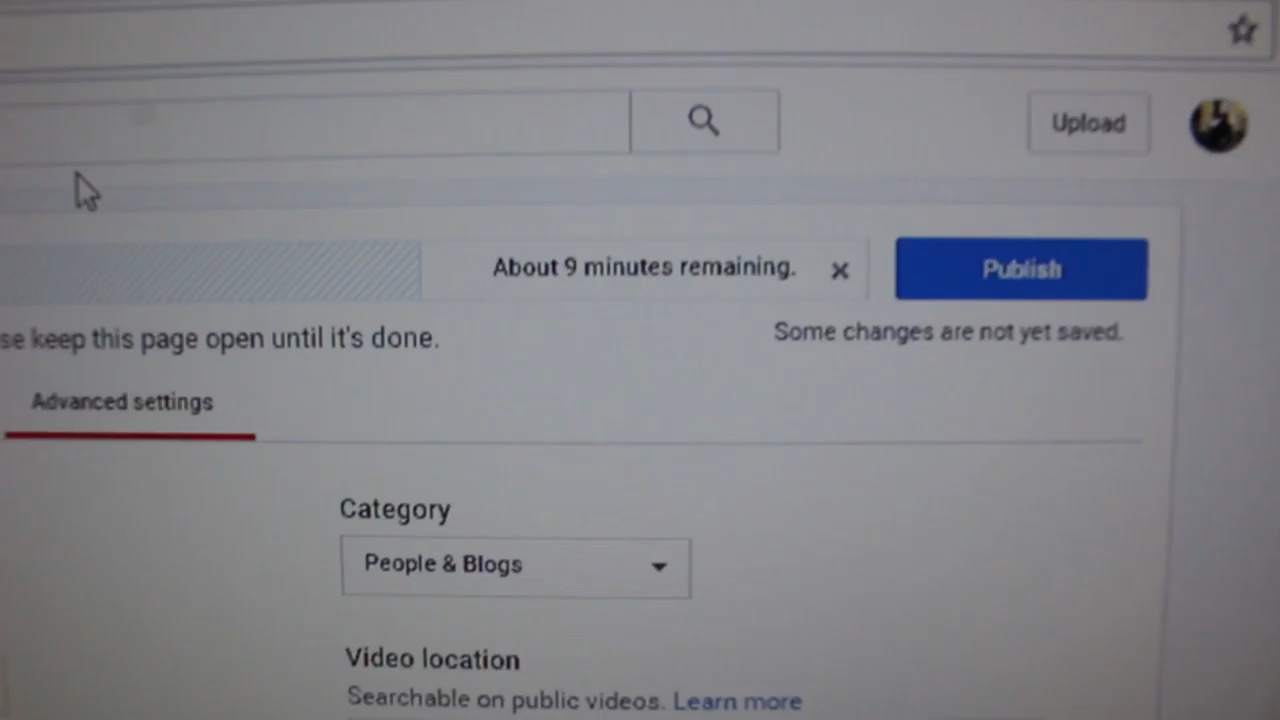 Upload
About 9 minutes remaining.
Publish
se keep this page open until it's done.
Some changes are not yet saved.
Advanced settings
Category
People & Blogs
Video location
Searchable on public videos. Learn more